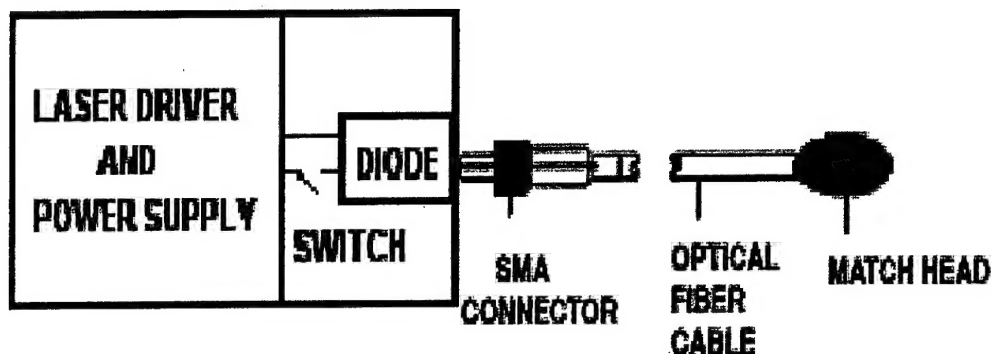 LASER DRIVER
AND
POWER SUPPLY
DIODE
SWITCH
SMA
CONNECTOR
OPTICAL
FIBER
CABLE
MATCH HEAD